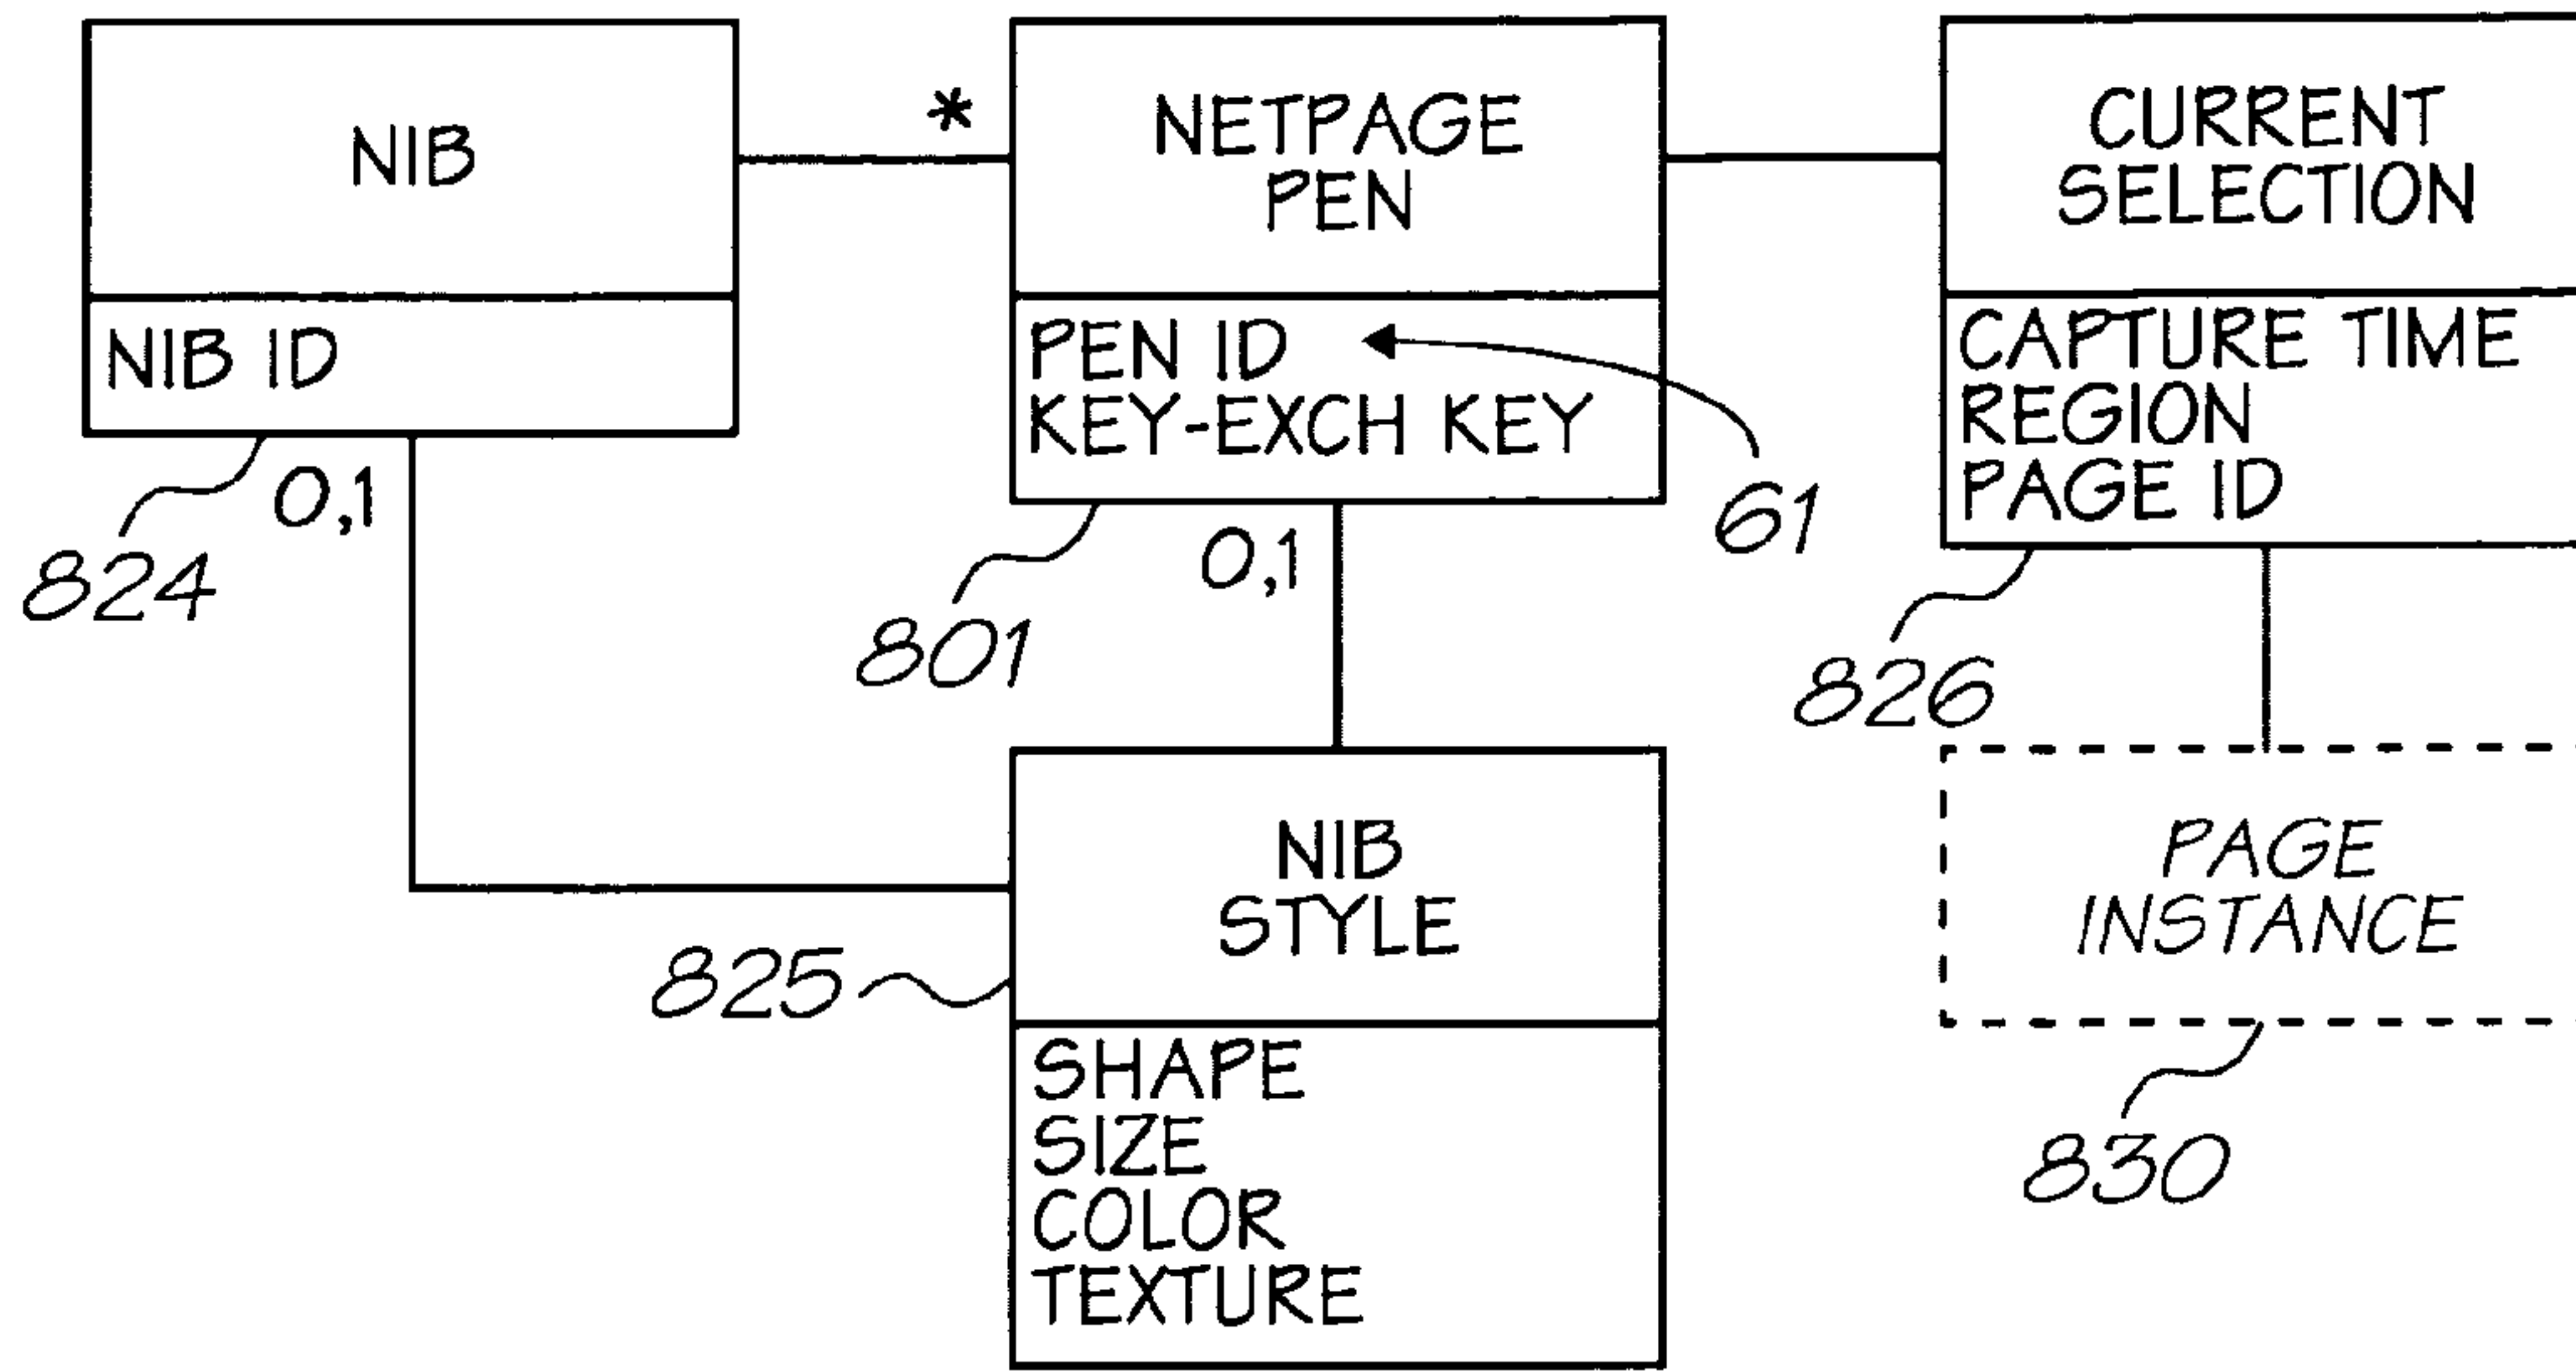 NIB
NIB ID
824
0,1
*
NETPAGE
PEN
PEN ID
KEY-EXCH KEY
61
801
0,1
CURRENT
SELECTION
CAPTURE TIME
REGION
PAGE ID
826
NIB
STYLE
825
SHAPE
SIZE
COLOR
TEXTURE
PAGE
INSTANCE
830